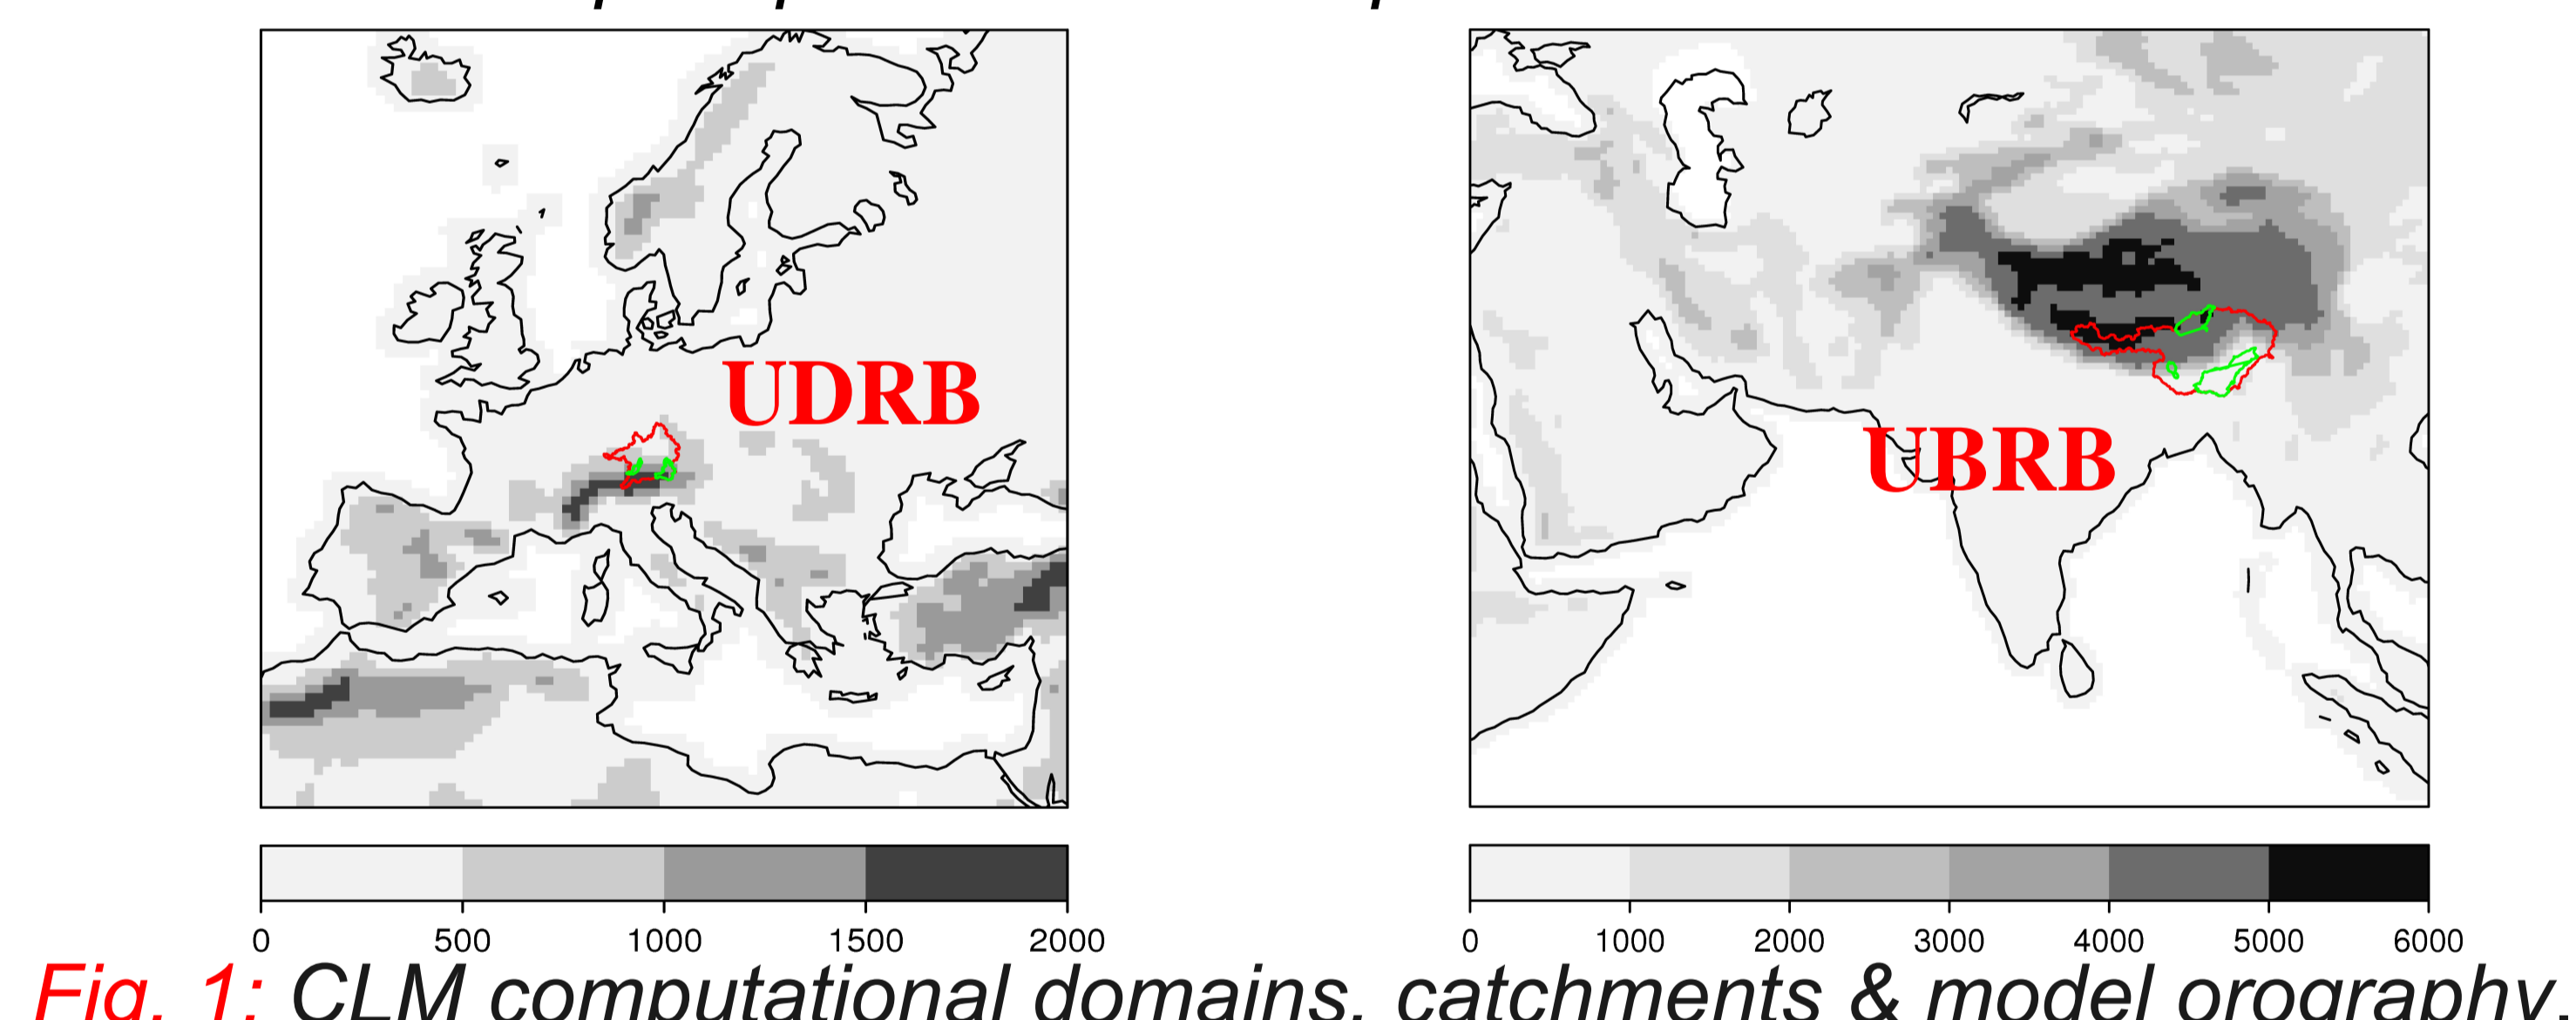 UDRB
UBRB
0 500 1000 1500 2000
0 1000 2000 3000 4000 5000 6000
Fig. 1: CLM computational domains, catchments & model orography.